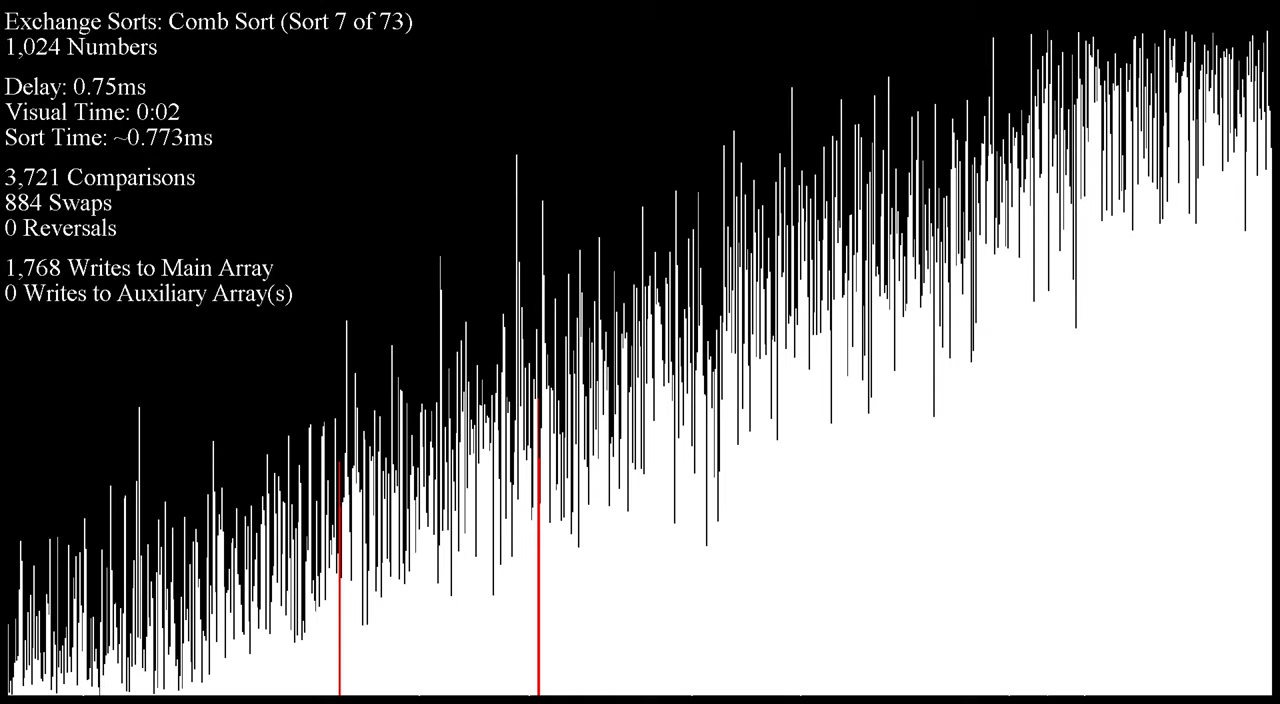 Exchange Sorts: Comb Sort (Sort 7 of 73)
1,024 Numbers
Delay: 0.75ms
Visual Time: 0:02
Sort Time: ~0.773ms
3,721 Comparisons
884 Swaps
0 Reversals
1,768 Writes to Main Array
0 Writes to Auxiliary Array(s)